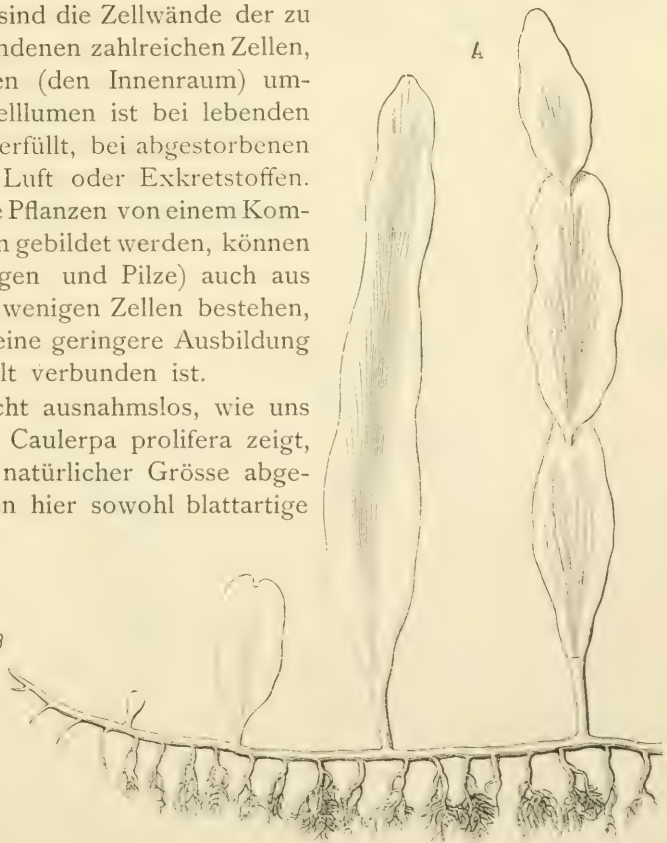 sind die Zellwände der zu
ndenen zahlreichen Zellen,
en (den Innenraum) um-
elllumen ist bei lebenden
erfüllt, bei abgestorbenen
Luft oder Exkretstoffen.
e Pflanzen von einem Kom-
n gebildet werden, können
gen und Pilze) auch aus
wenigen Zellen bestehen,
eine geringere Ausbildung
lt verbunden ist.
cht ausnahmslos, wie uns
Caulerpa prolifera zeigt,
natürlicher Grösse abge-
n hier sowohl blattartige
A
B